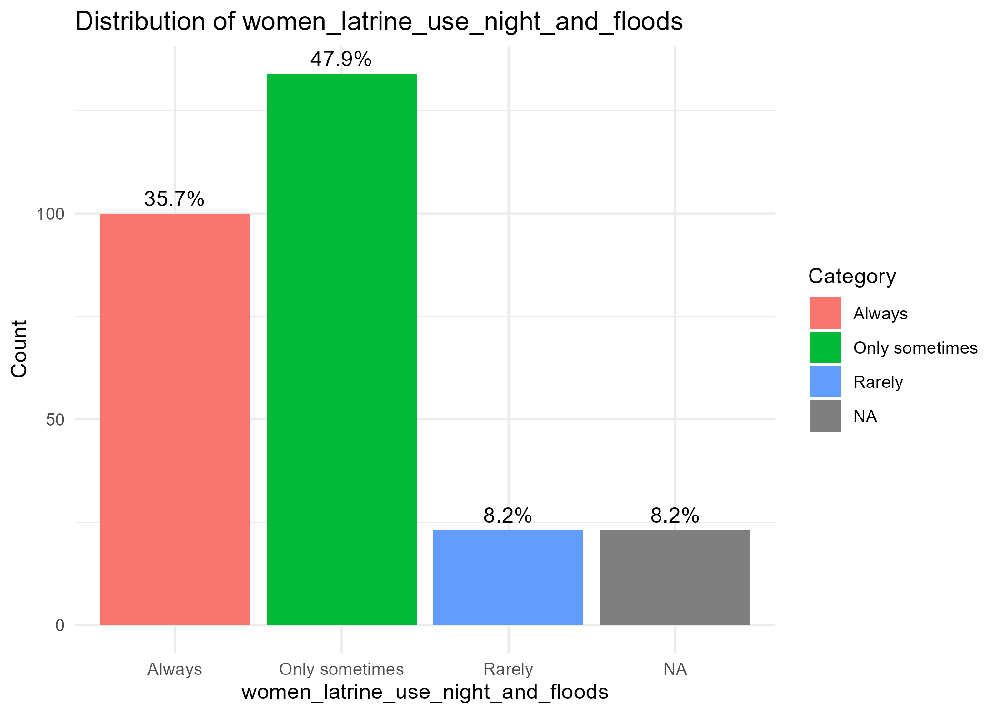 Distribution of women_latrine_use_night_and_floods
47.9%
35.7%
8.2%
8.2%
100
50
0
Count
Always
Only sometimes
Rarely
NA
women_latrine_use_night_and_floods
Category
Always
Only sometimes
Rarely
NA